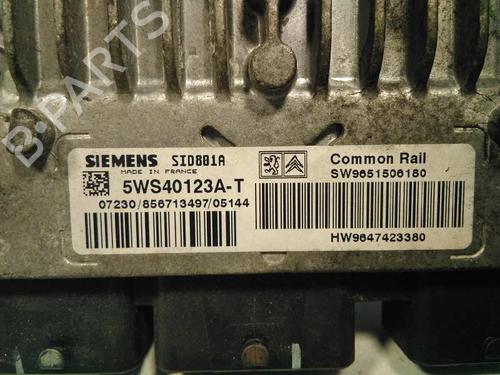 B-PARTS
SIEMENS SID801A
MADE IN FRANCE
5WS40123A-T
07230/856713497/05144
Common Rail
SW9651506180
HW9647423380